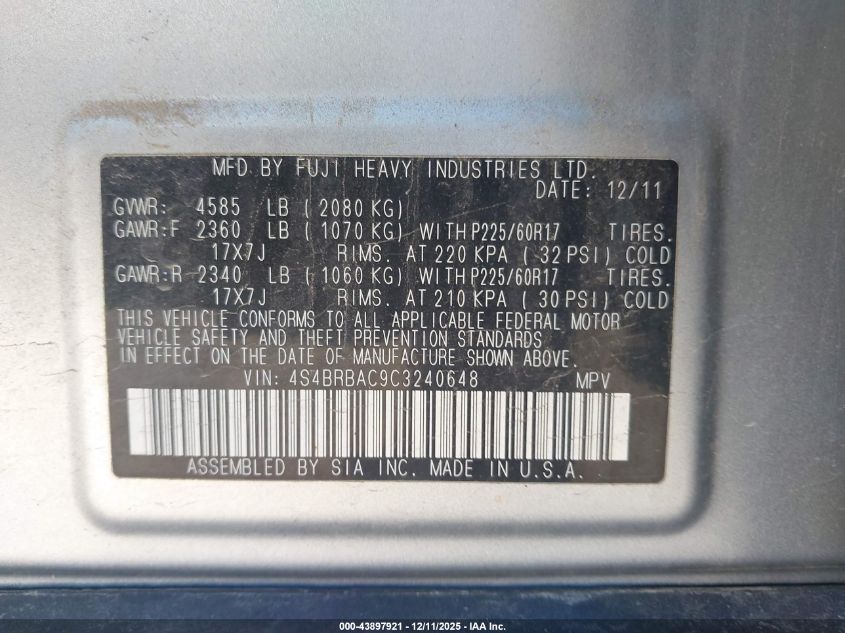 MFD BY FUJI HEAVY INDUSTRIES LTD.
DATE: 12/11
GVWR: 4585 LB ( 2080 KG)
GAWR:F 2360 LB ( 1070 KG) WITH P225/60R17 TIRES.
17X7J RIMS. AT 220 KPA ( 32 PSI) COLD
GAWR:R 2340 LB ( 1060 KG) WITH P225/60R17 TIRES.
17X7J RIMS. AT 210 KPA ( 30 PSI) COLD
THIS VEHICLE CONFORMS TO ALL APPLICABLE FEDERAL MOTOR
VEHICLE SAFETY AND THEFT PREVENTION STANDARDS
IN EFFECT ON THE DATE OF MANUFACTURE SHOWN ABOVE.
VIN: 4S4BRBAC9C3240648 MPV
ASSEMBLED BY SIA INC. MADE IN U.S.A.
000-43897921 - 12/11/2025 - IAA Inc.